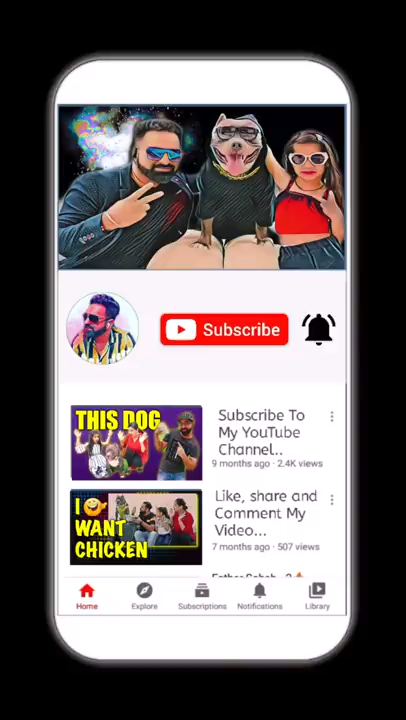 Subscribe
THIS DOG
Subscribe To
My YouTube
Channel..
9 months ago · 2.4K views
I
WANT
CHICKEN
Like, share and
Comment My
Video...
7 months ago · 507 views
Home
Explore
Subscriptions
Notifications
Library